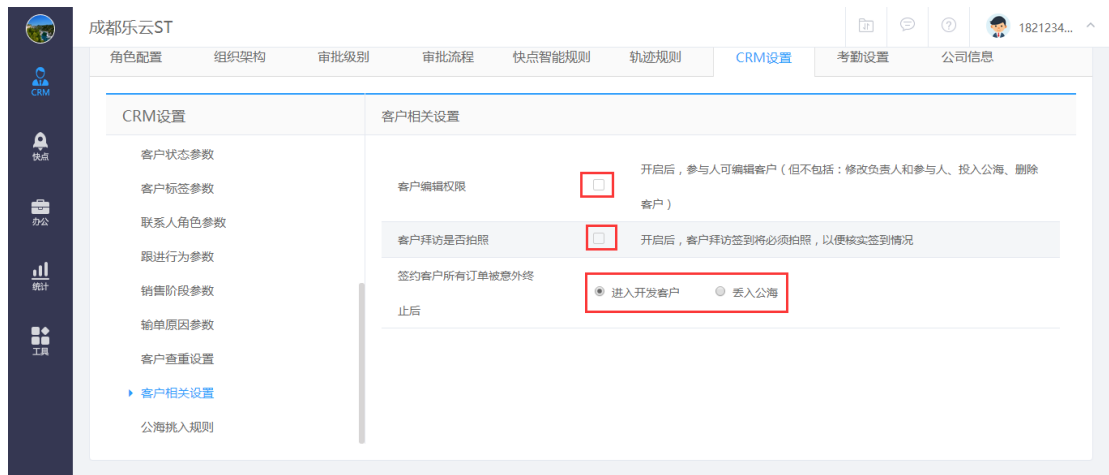 成都乐云ST
1821234...
角色配置 组织架构 审批级别 审批流程 快点智能规则 轨迹规则 CRM设置 考勤设置 公司信息
CRM
快点
办公
统计
工具
CRM设置
客户状态参数
客户标签参数
联系人角色参数
跟进行为参数
销售阶段参数
输单原因参数
客户查重设置
客户相关设置
公海挑入规则
客户相关设置
客户编辑权限
开启后，参与人可编辑客户（但不包括：修改负责人和参与人、投入公海、删除
客户）
客户拜访是否拍照
开启后，客户拜访签到将必须拍照，以便核实签到情况
签约客户所有订单被意外终
止后
进入开发客户 丢入公海